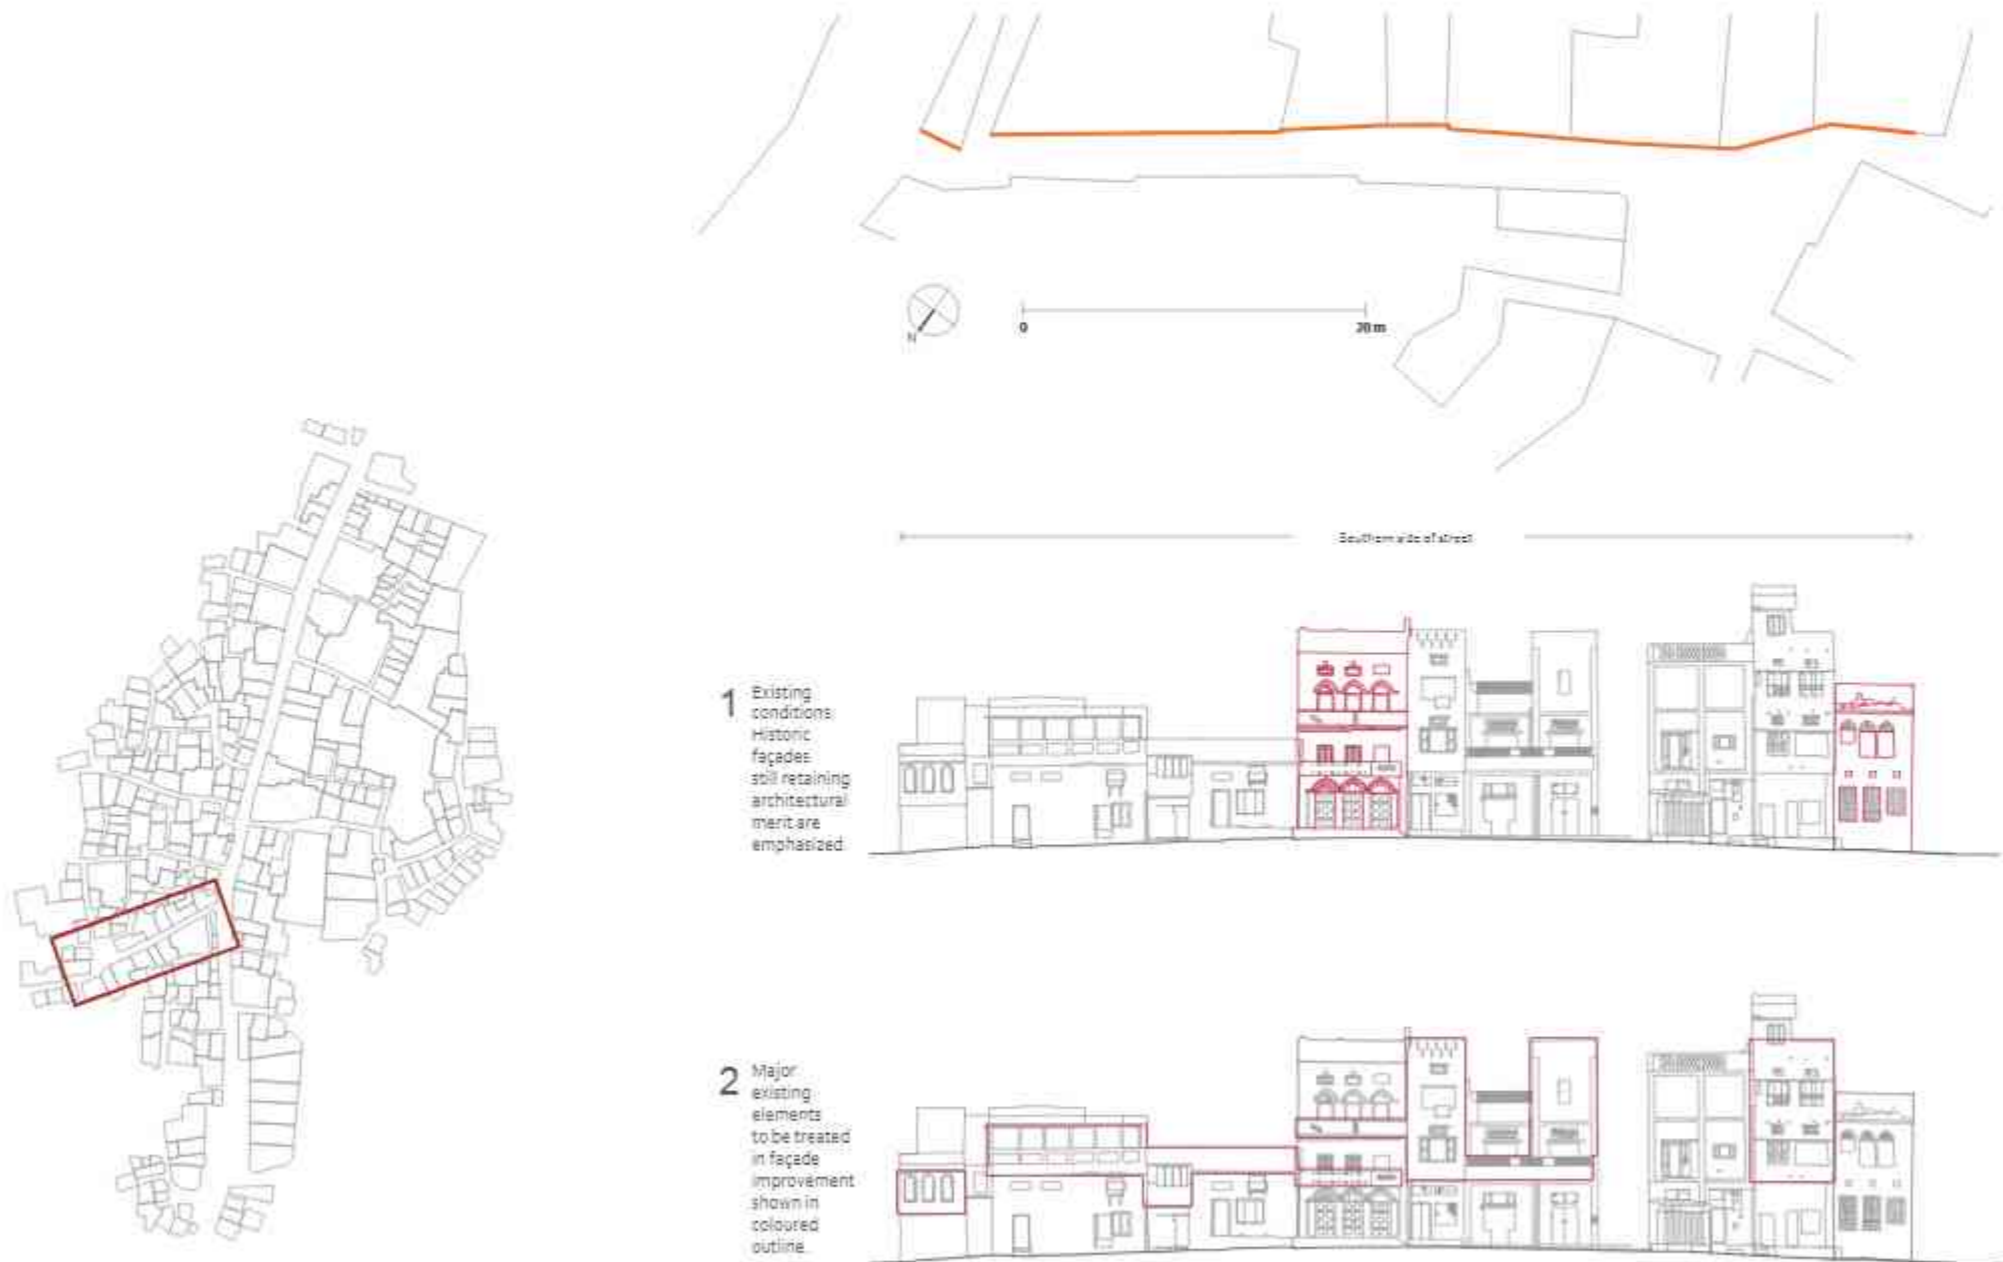 N
0
20 m
Southern side of street
1
Existing
conditions.
Historic
façades
still retaining
architectural
merit are
emphasized.
2
Major
existing
elements
to be treated
in façade
improvement
shown in
coloured
outline.